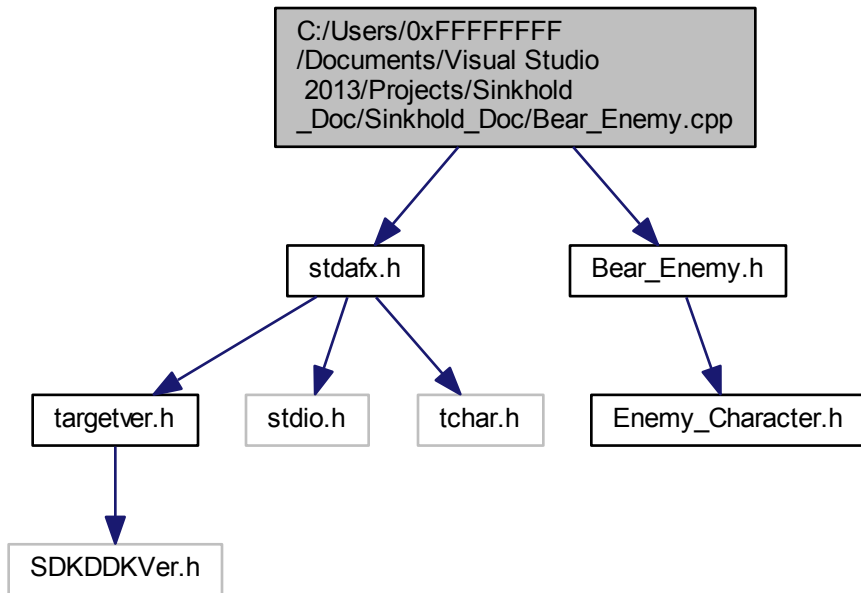 C:/Users/0xFFFFFFFF
/Documents/Visual Studio
2013/Projects/Sinkhold
_Doc/Sinkhold_Doc/Bear_Enemy.cpp
stdafx.h
Bear_Enemy.h
targetver.h
stdio.h
tchar.h
Enemy_Character.h
SDKDDKVer.h